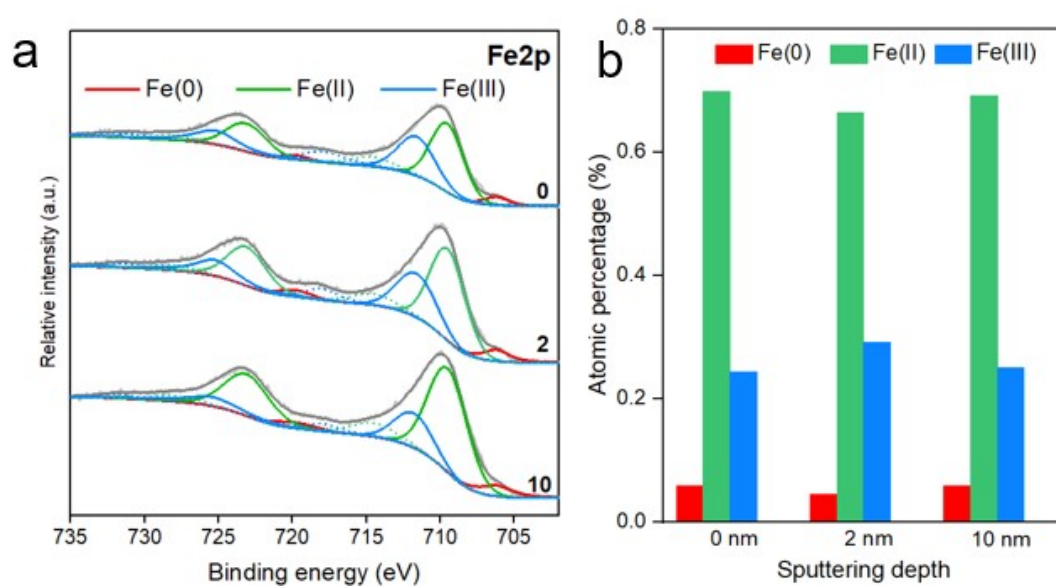 a
Fe2p
Fe(0) Fe(II) Fe(III)
0
2
10
Relative intensity (a.u.)
735 730 725 720 715 710 705
Binding energy (eV)
b
Fe(0) Fe(II) Fe(III)
0.8
0.6
0.4
0.2
0.0
Atomic percentage (%)
0 nm 2 nm 10 nm
Sputtering depth